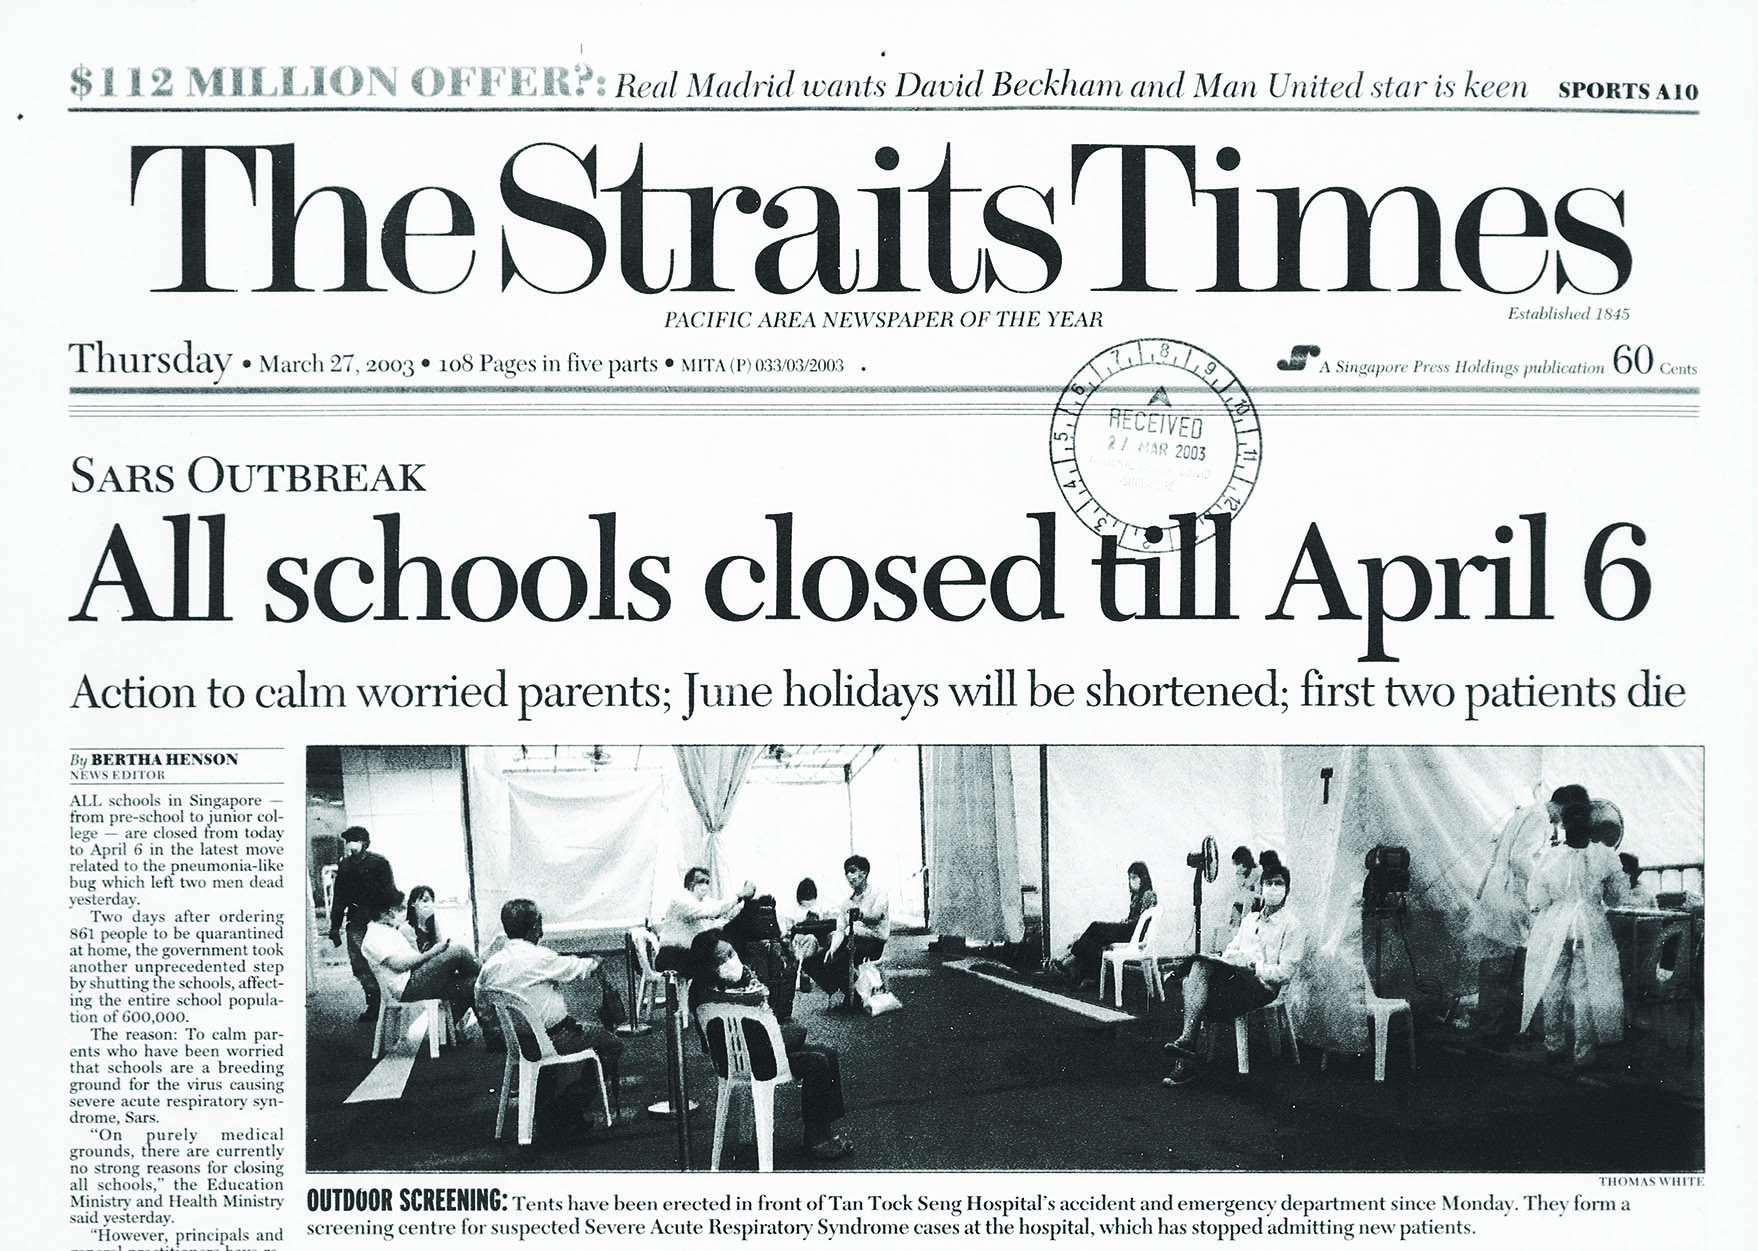 $112 MILLION OFFER?: Real Madrid wants David Beckham and Man United star is keen SPORTS A10
The Straits Times
PACIFIC AREA NEWSPAPER OF THE YEAR
Established 1845
Thursday • March 27, 2003 • 108 Pages in five parts • MITA (P) 033/03/2003
A Singapore Press Holdings publication 60 Cents
7 8 9 10 11 12 2 3 4 5 6
RECEIVED
27 MAR 2003
SARS OUTBREAK
All schools closed till April 6
Action to calm worried parents; June holidays will be shortened; first two patients die
By BERTHA HENSON
NEWS EDITOR
ALL schools in Singapore —
from pre-school to junior col-
lege — are closed from today
to April 6 in the latest move
related to the pneumonia-like
bug which left two men dead
yesterday.
Two days after ordering
861 people to be quarantined
at home, the government took
another unprecedented step
by shutting the schools, affect-
ing the entire school popula-
tion of 600,000.
The reason: To calm par-
ents who have been worried
that schools are a breeding
ground for the virus causing
severe acute respiratory syn-
drome, Sars.
"On purely medical
grounds, there are currently
no strong reasons for closing
all schools," the Education
Ministry and Health Ministry
said yesterday.
"However, principals and
THOMAS WHITE
OUTDOOR SCREENING: Tents have been erected in front of Tan Tock Seng Hospital's accident and emergency department since Monday. They form a
screening centre for suspected Severe Acute Respiratory Syndrome cases at the hospital, which has stopped admitting new patients.